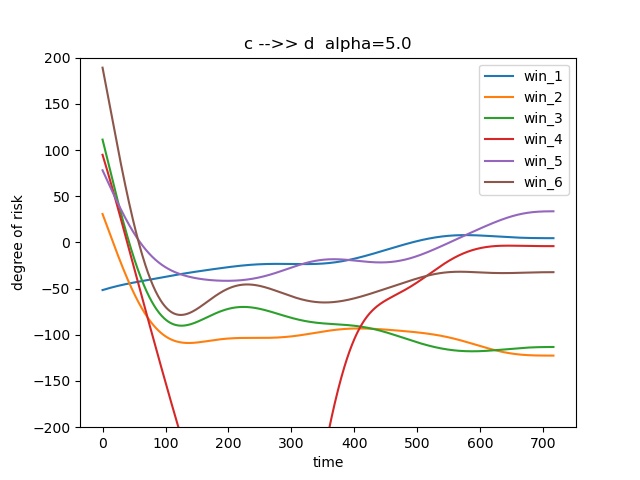 c -->> d  alpha=5.0
degree of risk
200
150
100
50
0
−50
−100
−150
−200
win_1
win_2
win_3
win_4
win_5
win_6
0 100 200 300 400 500 600 700
time